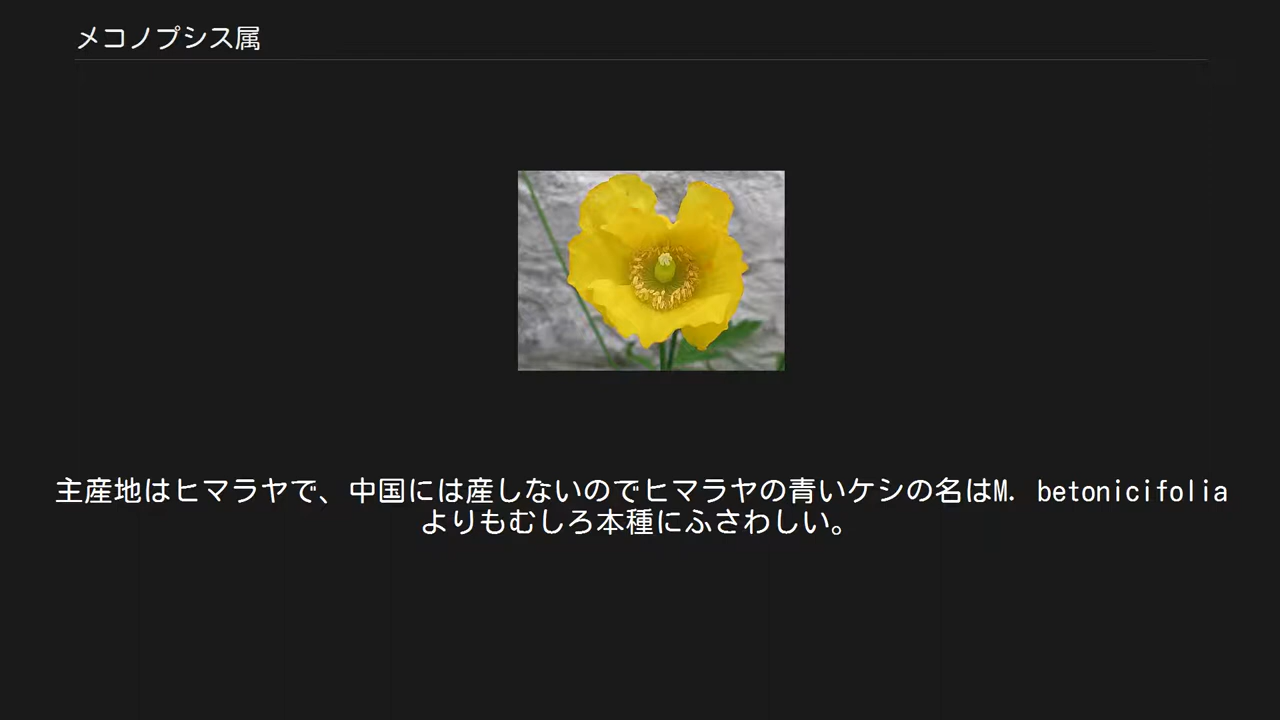 メコノプシス属
主産地はヒマラヤで、中国には産しないのでヒマラヤの青いケシの名はM. betonicifolia
よりもむしろ本種にふさわしい。